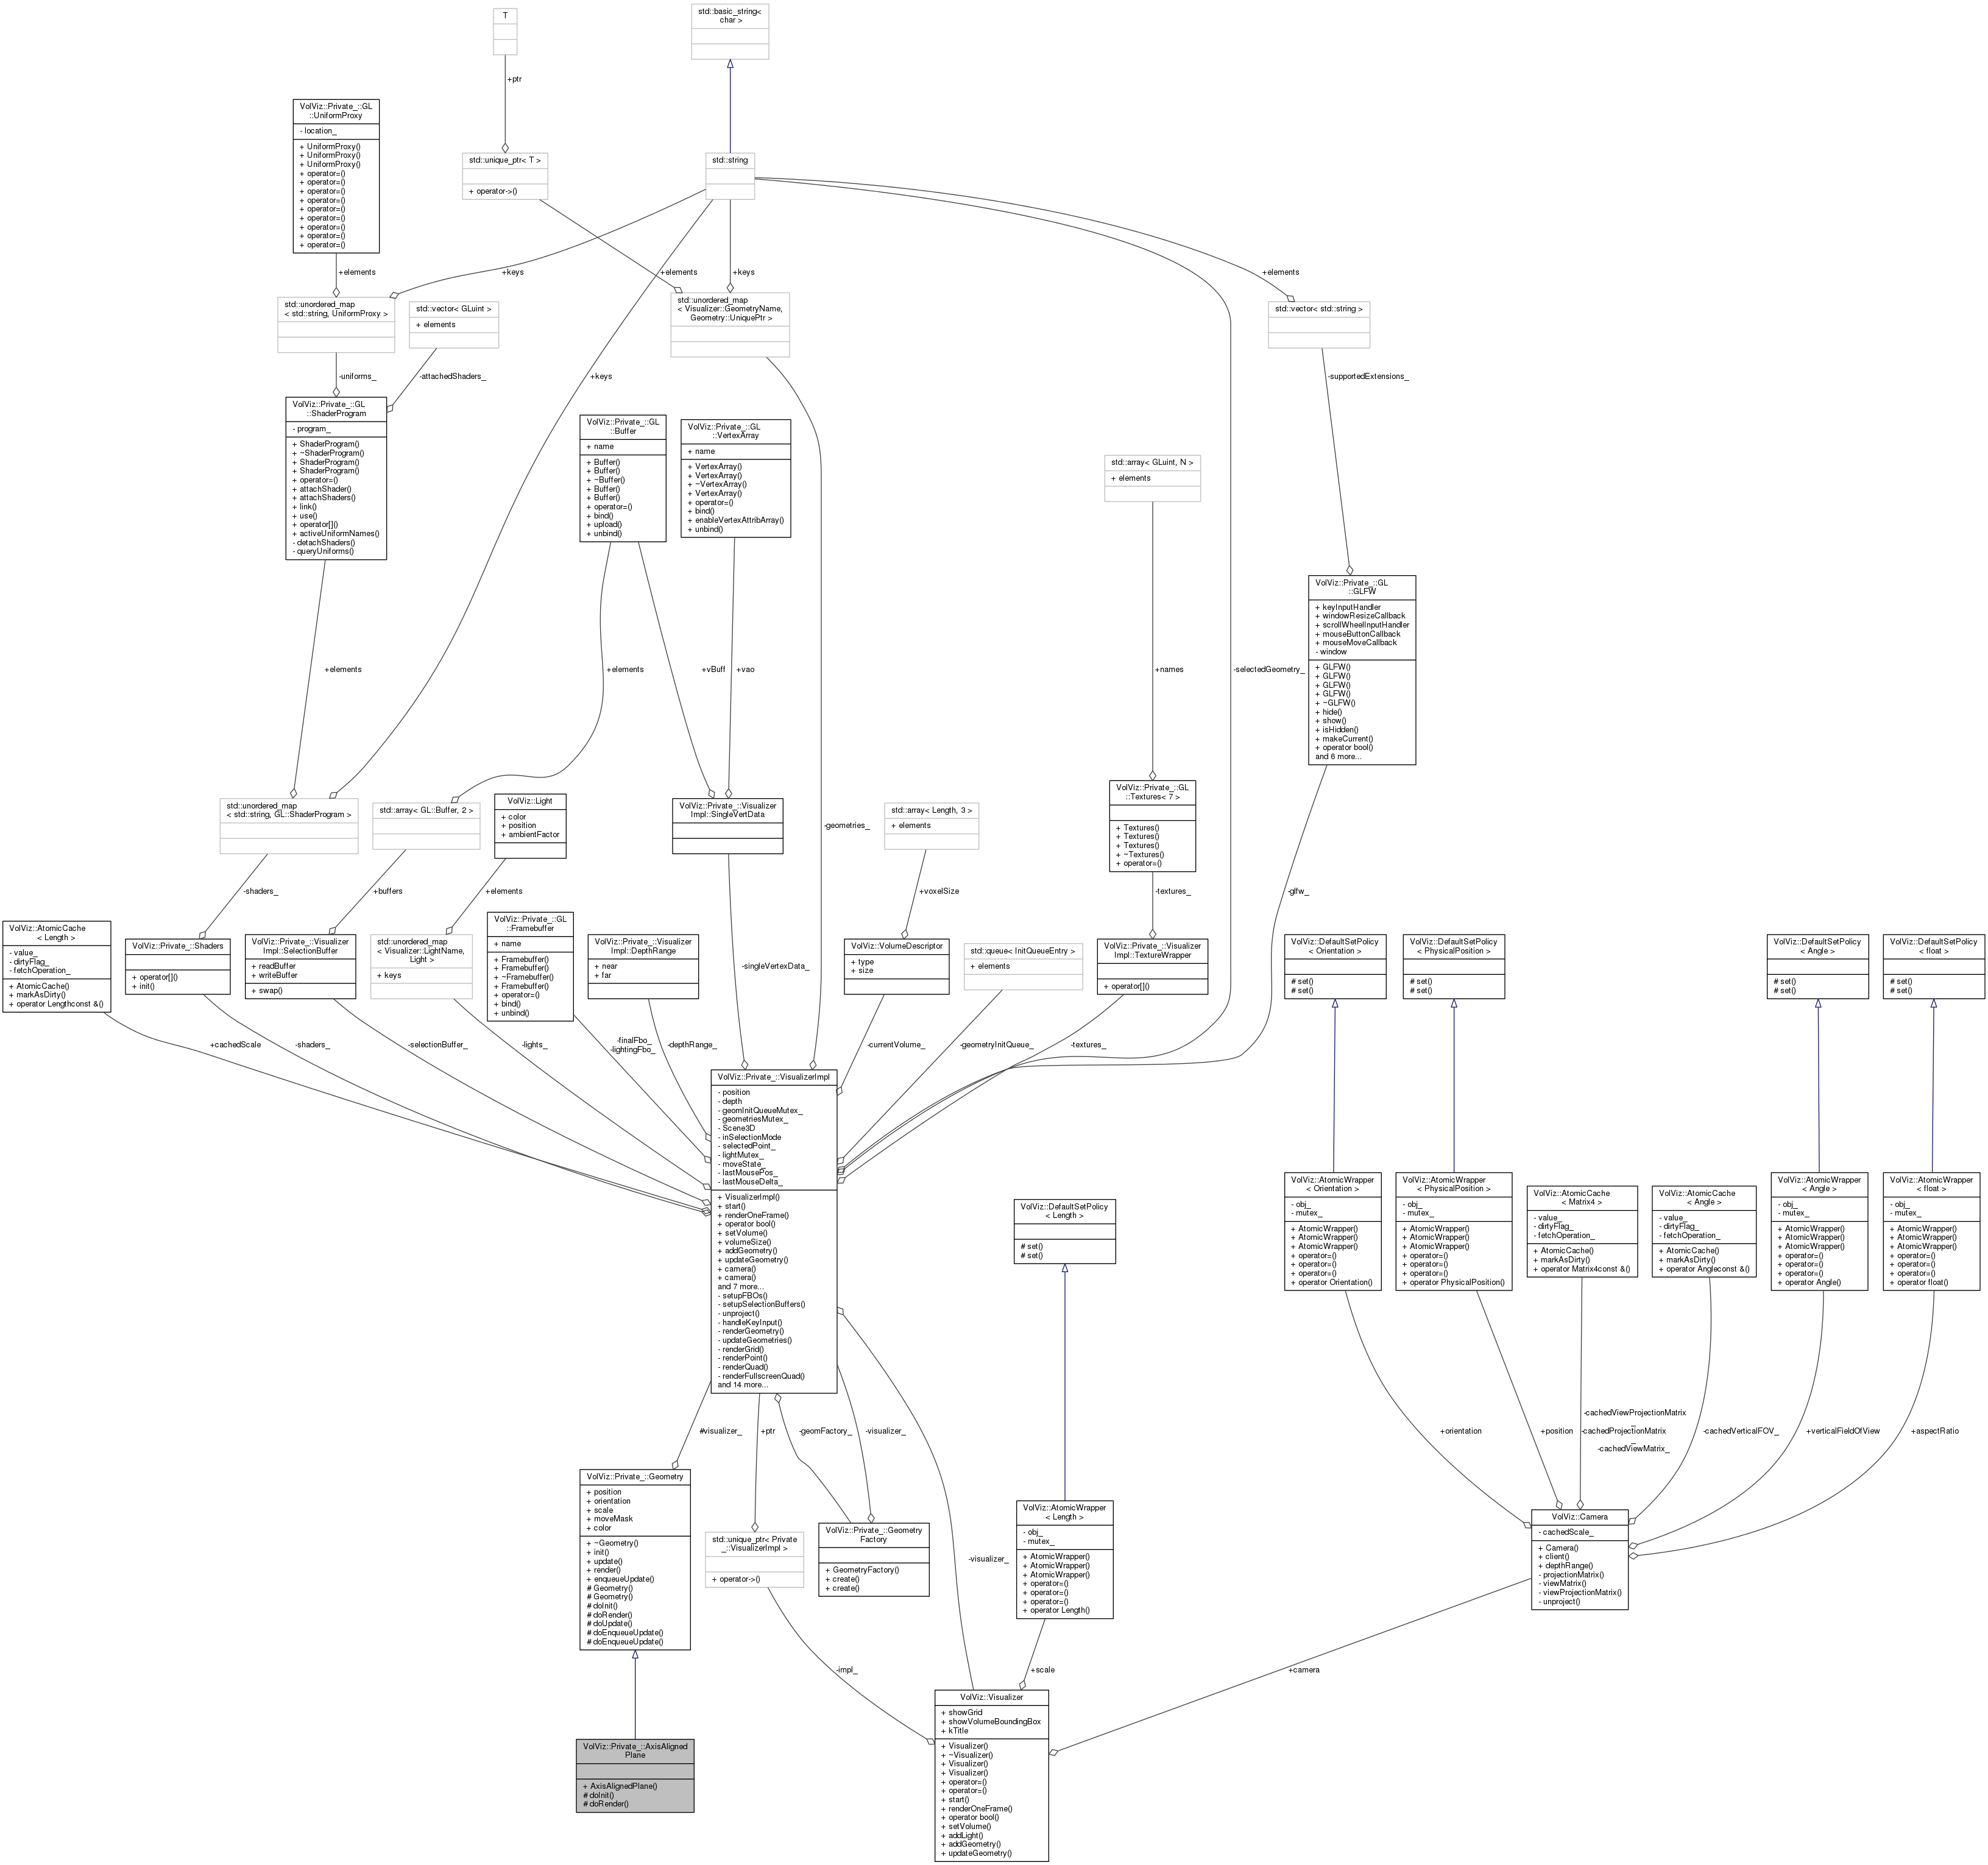 T
+ptr
std::basic_string<
char >
VolViz::Private_::GL
::UniformProxy
- location_
+ UniformProxy()
+ UniformProxy()
+ UniformProxy()
+ operator=()
+ operator=()
+ operator=()
+ operator=()
+ operator=()
+ operator=()
+ operator=()
+ operator=()
+ operator=()
std::unique_ptr< T >
+ operator->()
std::string
+elements
+keys
+elements
+keys
+elements
std::unordered_map
< std::string, UniformProxy >
std::vector< GLuint >
+ elements
std::unordered_map
< Visualizer::GeometryName,
Geometry::UniquePtr >
std::vector< std::string >
-uniforms_
-attachedShaders_
+keys
-supportedExtensions_
VolViz::Private_::GL
::ShaderProgram
- program_
+ ShaderProgram()
+ ~ShaderProgram()
+ ShaderProgram()
+ ShaderProgram()
+ operator=()
+ attachShader()
+ attachShaders()
+ link()
+ use()
+ operator[]()
+ activeUniformNames()
- detachShaders()
- queryUniforms()
VolViz::Private_::GL
::Buffer
+ name
+ Buffer()
+ Buffer()
+ ~Buffer()
+ Buffer()
+ Buffer()
+ operator=()
+ bind()
+ upload()
+ unbind()
VolViz::Private_::GL
::VertexArray
+ name
+ VertexArray()
+ VertexArray()
+ ~VertexArray()
+ VertexArray()
+ operator=()
+ bind()
+ enableVertexAttribArray()
+ unbind()
std::array< GLuint, N >
+ elements
VolViz::Private_::GL
::GLFW
+ keyInputHandler
+ windowResizeCallback
+ scrollWheelInputHandler
+ mouseButtonCallback
+ mouseMoveCallback
- window
+ GLFW()
+ GLFW()
+ GLFW()
+ GLFW()
+ ~GLFW()
+ hide()
+ show()
+ isHidden()
+ makeCurrent()
+ operator bool()
and 6 more...
+elements
+elements
+vBuff
+vao
+names
-selectedGeometry_
std::unordered_map
< std::string, GL::ShaderProgram >
std::array< GL::Buffer, 2 >
VolViz::Light
+ color
+ position
+ ambientFactor
VolViz::Private_::Visualizer
Impl::SingleVertData
-geometries_
std::array< Length, 3 >
+ elements
VolViz::Private_::GL
::Textures< 7 >
+ Textures()
+ Textures()
+ Textures()
+ ~Textures()
+ operator=()
-shaders_
+buffers
+elements
+voxelSize
-textures_
-glfw_
VolViz::AtomicCache
< Length >
- value_
- dirtyFlag_
- fetchOperation_
+ AtomicCache()
+ markAsDirty()
+ operator Lengthconst &()
VolViz::Private_::Shaders
+ operator[]()
+ init()
VolViz::Private_::Visualizer
Impl::SelectionBuffer
+ readBuffer
+ writeBuffer
+ swap()
std::unordered_map
< Visualizer::LightName,
Light >
+ keys
VolViz::Private_::GL
::Framebuffer
+ name
+ Framebuffer()
+ Framebuffer()
+ ~Framebuffer()
+ Framebuffer()
+ operator=()
+ bind()
+ unbind()
VolViz::Private_::Visualizer
Impl::DepthRange
+ near
+ far
-singleVertexData_
VolViz::VolumeDescriptor
+ type
+ size
std::queue< InitQueueEntry >
+ elements
VolViz::Private_::Visualizer
Impl::TextureWrapper
+ operator[]()
VolViz::DefaultSetPolicy
< Orientation >
# set()
# set()
VolViz::DefaultSetPolicy
< PhysicalPosition >
# set()
# set()
VolViz::DefaultSetPolicy
< Angle >
# set()
# set()
VolViz::DefaultSetPolicy
< float >
# set()
# set()
+cachedScale
-shaders_
-selectionBuffer_
-lights_
-finalFbo_
-lightingFbo_
-depthRange_
-currentVolume_
-geometryInitQueue_
-textures_
VolViz::Private_::VisualizerImpl
- position
- depth
- geomInitQueueMutex_
- geometriesMutex_
- Scene3D
- inSelectionMode
- selectedPoint_
- lightMutex_
- moveState_
- lastMousePos_
- lastMouseDelta_
+ VisualizerImpl()
+ start()
+ renderOneFrame()
+ operator bool()
+ setVolume()
+ volumeSize()
+ addGeometry()
+ updateGeometry()
+ camera()
+ camera()
and 7 more...
- setupFBOs()
- setupSelectionBuffers()
- unproject()
- handleKeyInput()
- renderGeometry()
- updateGeometries()
- renderGrid()
- renderPoint()
- renderQuad()
- renderFullscreenQuad()
and 14 more...
VolViz::DefaultSetPolicy
< Length >
# set()
# set()
VolViz::AtomicWrapper
< Orientation >
- obj_
- mutex_
+ AtomicWrapper()
+ AtomicWrapper()
+ AtomicWrapper()
+ operator=()
+ operator=()
+ operator=()
+ operator Orientation()
VolViz::AtomicWrapper
< PhysicalPosition >
- obj_
- mutex_
+ AtomicWrapper()
+ AtomicWrapper()
+ AtomicWrapper()
+ operator=()
+ operator=()
+ operator=()
+ operator PhysicalPosition()
VolViz::AtomicCache
< Matrix4 >
- value_
- dirtyFlag_
- fetchOperation_
+ AtomicCache()
+ markAsDirty()
+ operator Matrix4const &()
VolViz::AtomicCache
< Angle >
- value_
- dirtyFlag_
- fetchOperation_
+ AtomicCache()
+ markAsDirty()
+ operator Angleconst &()
VolViz::AtomicWrapper
< Angle >
- obj_
- mutex_
+ AtomicWrapper()
+ AtomicWrapper()
+ AtomicWrapper()
+ operator=()
+ operator=()
+ operator=()
+ operator Angle()
VolViz::AtomicWrapper
< float >
- obj_
- mutex_
+ AtomicWrapper()
+ AtomicWrapper()
+ AtomicWrapper()
+ operator=()
+ operator=()
+ operator=()
+ operator float()
#visualizer_
+ptr
-geomFactory_
-visualizer_
+orientation
+position
-cachedViewProjectionMatrix
_
-cachedProjectionMatrix
_
-cachedViewMatrix_
-cachedVerticalFOV_
+verticalFieldOfView
+aspectRatio
VolViz::Private_::Geometry
+ position
+ orientation
+ scale
+ moveMask
+ color
+ ~Geometry()
+ init()
+ update()
+ render()
+ enqueueUpdate()
# Geometry()
# Geometry()
# doInit()
# doRender()
# doUpdate()
# doEnqueueUpdate()
# doEnqueueUpdate()
std::unique_ptr< Private
_::VisualizerImpl >
+ operator->()
VolViz::Private_::Geometry
Factory
+ GeometryFactory()
+ create()
+ create()
-visualizer_
VolViz::AtomicWrapper
< Length >
- obj_
- mutex_
+ AtomicWrapper()
+ AtomicWrapper()
+ AtomicWrapper()
+ operator=()
+ operator=()
+ operator=()
+ operator Length()
VolViz::Camera
- cachedScale_
+ Camera()
+ client()
+ depthRange()
- projectionMatrix()
- viewMatrix()
- viewProjectionMatrix()
- unproject()
-impl_
+scale
+camera
VolViz::Private_::AxisAligned
Plane
+ AxisAlignedPlane()
# doInit()
# doRender()
VolViz::Visualizer
+ showGrid
+ showVolumeBoundingBox
+ kTitle
+ Visualizer()
+ ~Visualizer()
+ Visualizer()
+ Visualizer()
+ operator=()
+ operator=()
+ start()
+ renderOneFrame()
+ operator bool()
+ setVolume()
+ addLight()
+ addGeometry()
+ updateGeometry()